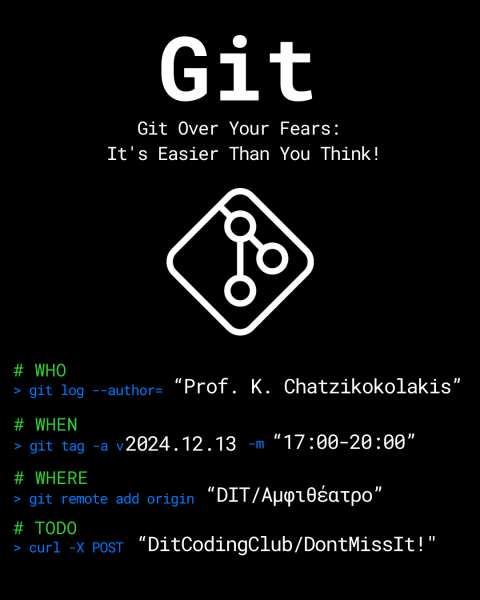 Git
Git Over Your Fears:
It's Easier Than You Think!
# WHO
> git log --author= “Prof. K. Chatzikokolakis”
# WHEN
> git tag -a v2024.12.13 -m “17:00-20:00”
# WHERE
> git remote add origin “DIT/Αμφιθέατρο”
# TODO
> curl -X POST “DitCodingClub/DontMissIt!"